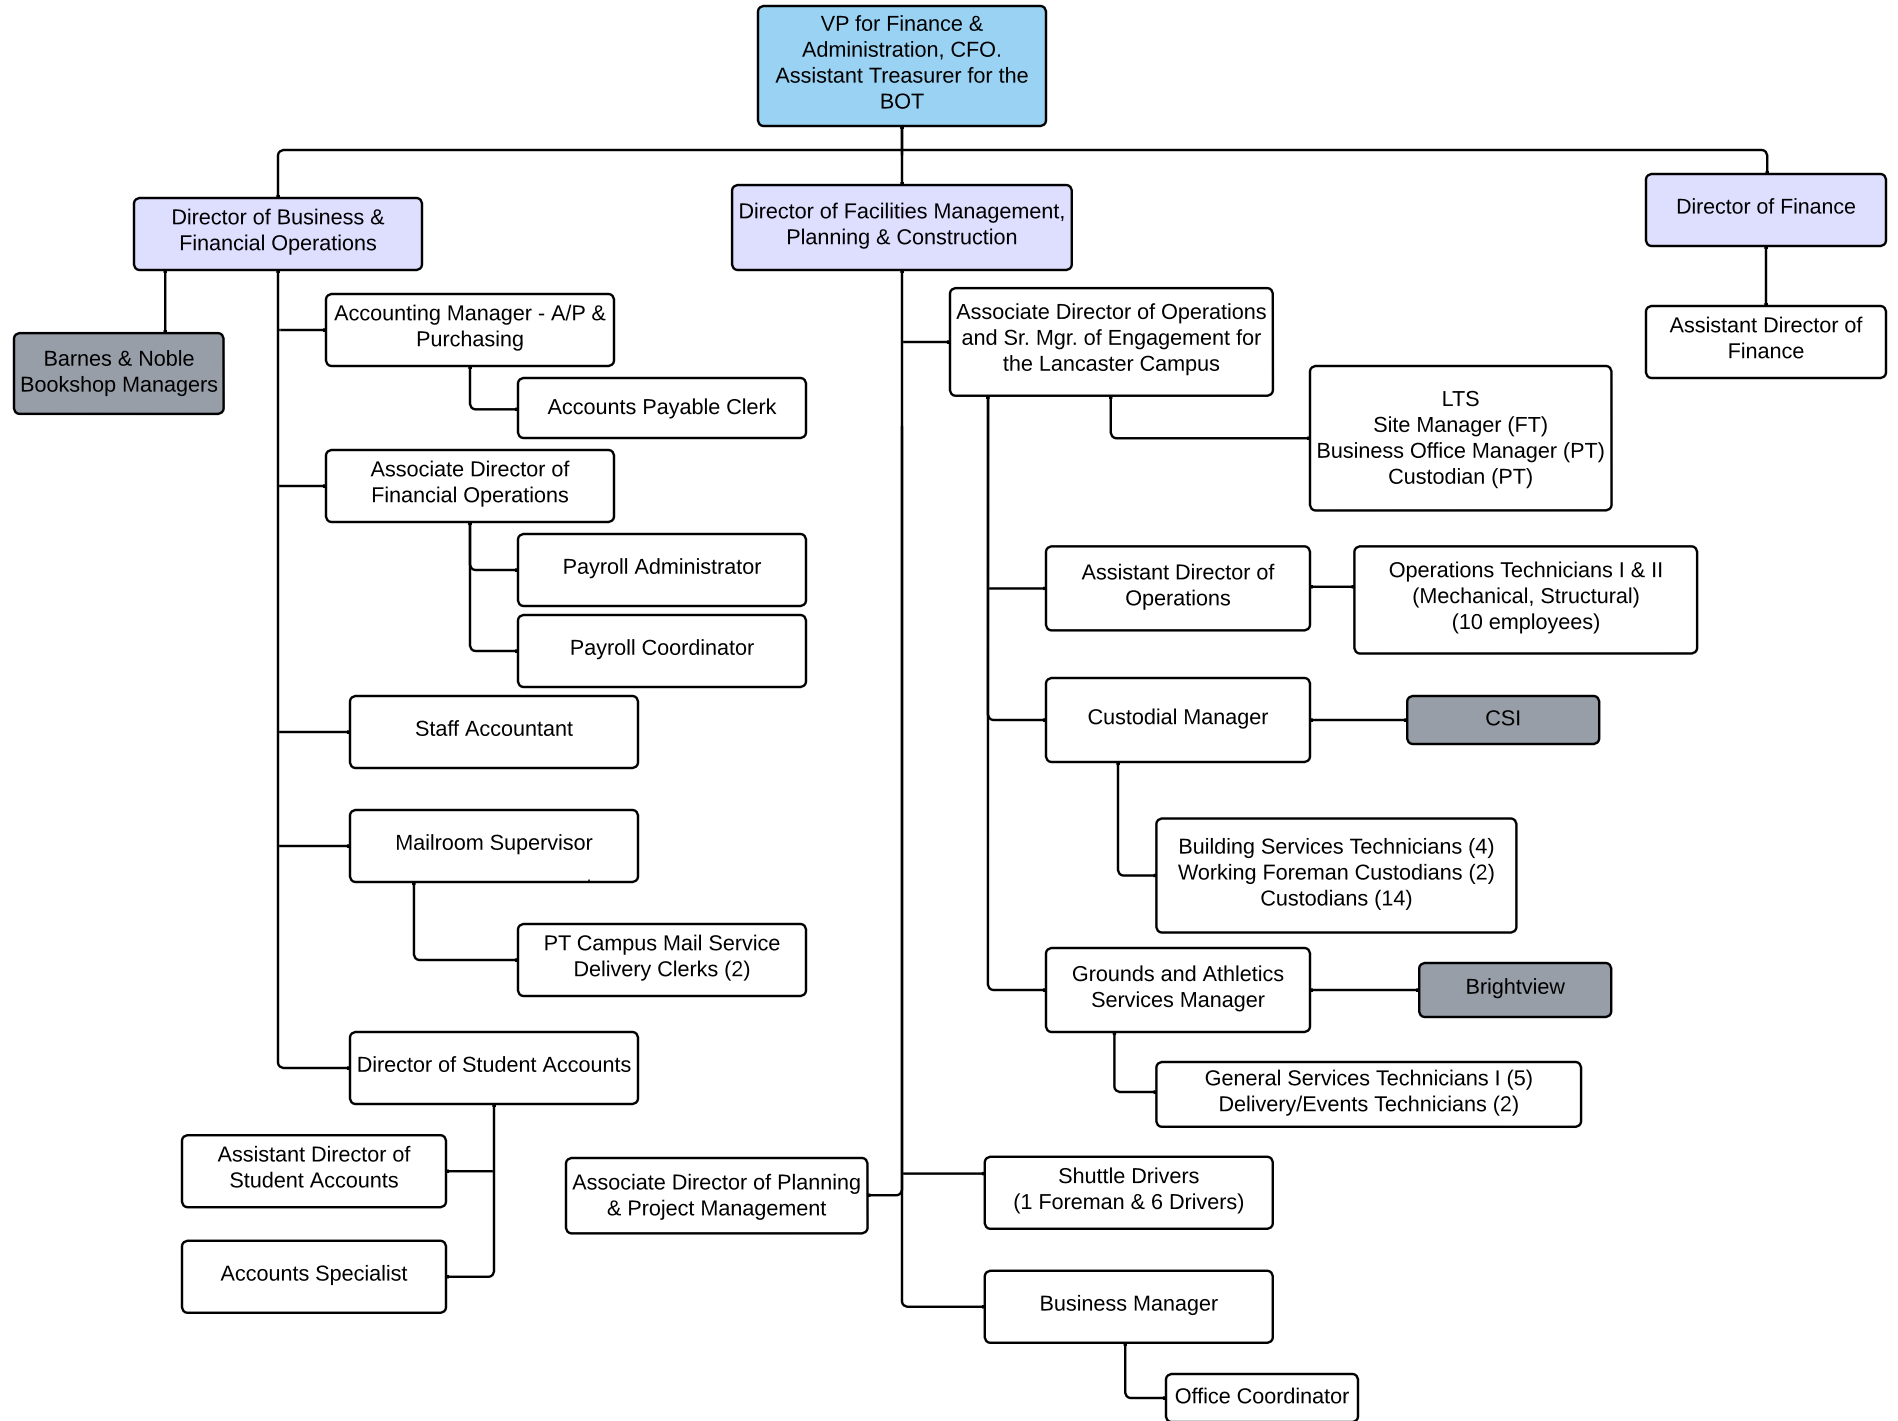 VP for Finance &
Administration, CFO.
Assistant Treasurer for the
BOT
Director of Business &
Financial Operations
Director of Facilities Management,
Planning & Construction
Director of Finance
Barnes & Noble
Bookshop Managers
Accounting Manager - A/P &
Purchasing
Accounts Payable Clerk
Associate Director of
Financial Operations
Payroll Administrator
Payroll Coordinator
Staff Accountant
Mailroom Supervisor
PT Campus Mail Service
Delivery Clerks (2)
Director of Student Accounts
Assistant Director of
Student Accounts
Accounts Specialist
Associate Director of Operations
and Sr. Mgr. of Engagement for
the Lancaster Campus
LTS
Site Manager (FT)
Business Office Manager (PT)
Custodian (PT)
Assistant Director of
Operations
Operations Technicians I & II
(Mechanical, Structural)
(10 employees)
Custodial Manager
CSI
Building Services Technicians (4)
Working Foreman Custodians (2)
Custodians (14)
Grounds and Athletics
Services Manager
Brightview
General Services Technicians I (5)
Delivery/Events Technicians (2)
Associate Director of Planning
& Project Management
Shuttle Drivers
(1 Foreman & 6 Drivers)
Business Manager
Office Coordinator
Assistant Director of
Finance